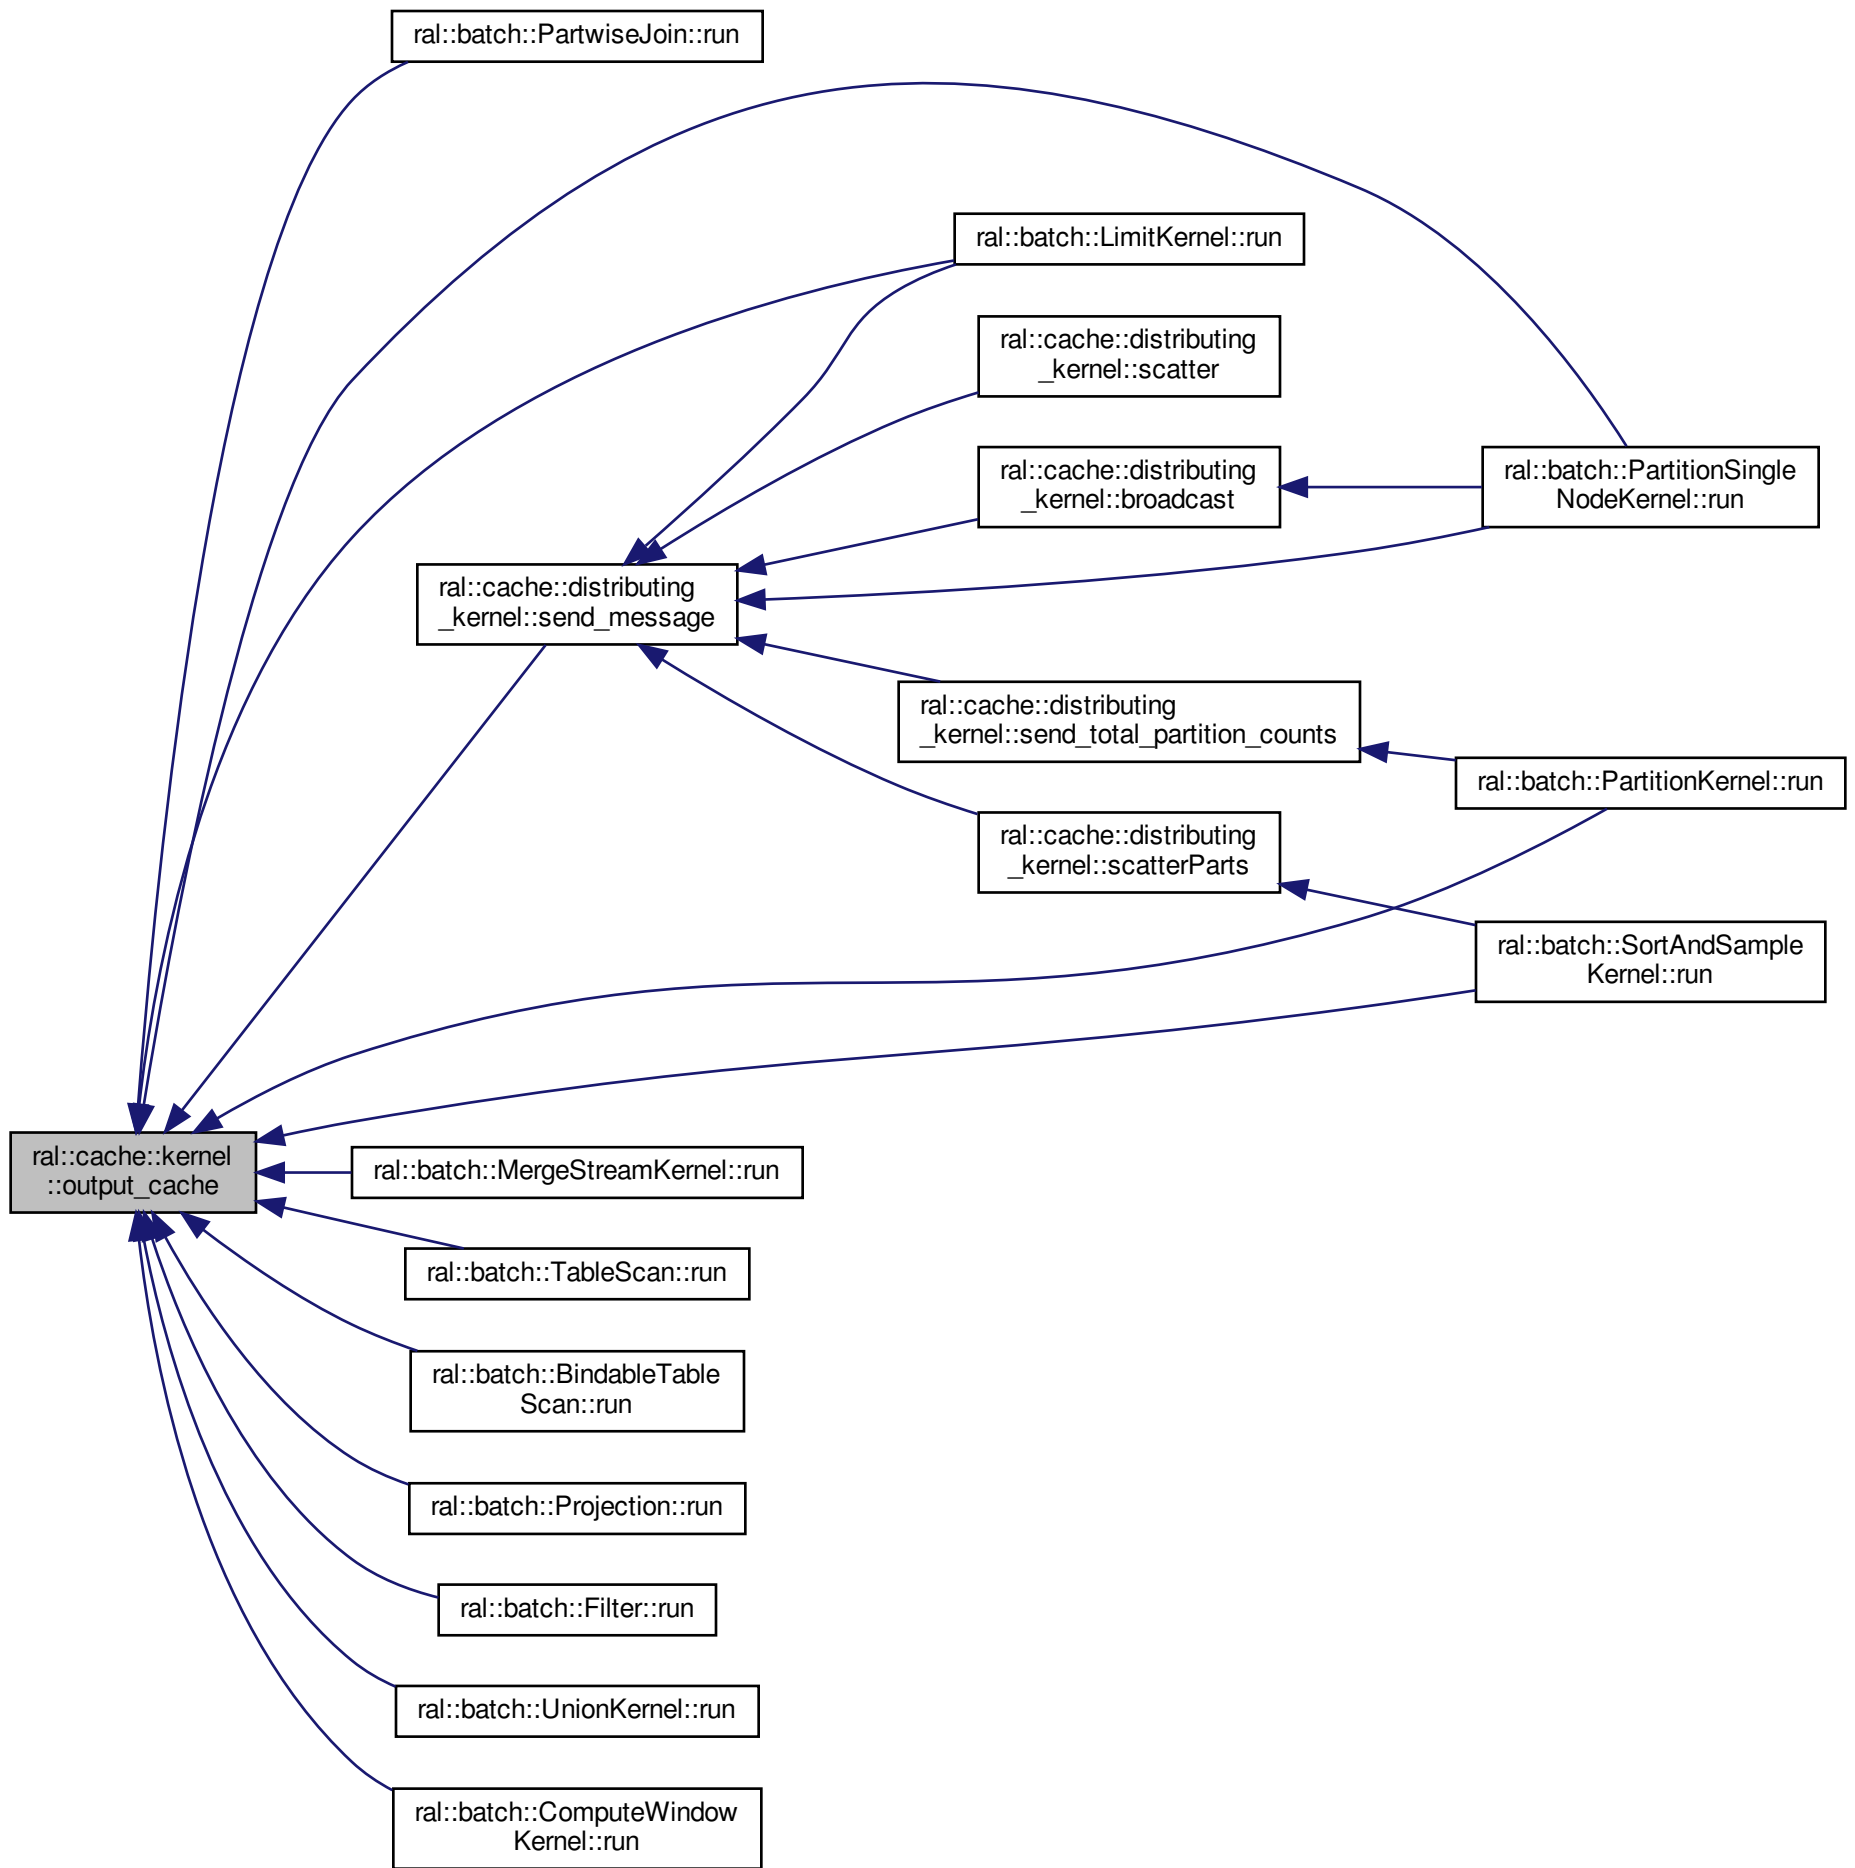 ral::batch::PartwiseJoin::run
ral::batch::LimitKernel::run
ral::cache::distributing
_kernel::scatter
ral::cache::distributing
_kernel::broadcast
ral::batch::PartitionSingle
NodeKernel::run
ral::cache::distributing
_kernel::send_message
ral::cache::distributing
_kernel::send_total_partition_counts
ral::batch::PartitionKernel::run
ral::cache::distributing
_kernel::scatterParts
ral::batch::SortAndSample
Kernel::run
ral::cache::kernel
::output_cache
ral::batch::MergeStreamKernel::run
ral::batch::TableScan::run
ral::batch::BindableTable
Scan::run
ral::batch::Projection::run
ral::batch::Filter::run
ral::batch::UnionKernel::run
ral::batch::ComputeWindow
Kernel::run